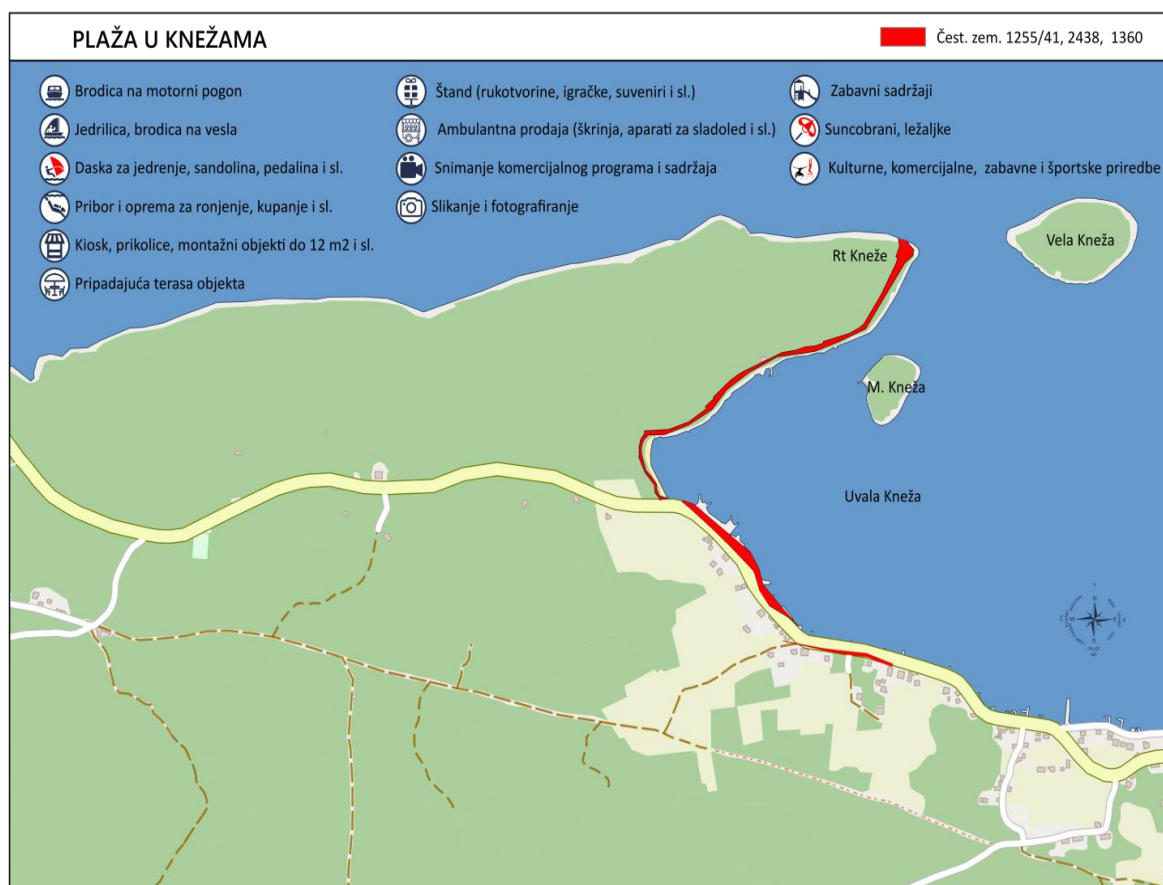 PLAŽA U KNEŽAMA
Čest. zem. 1255/41, 2438, 1360
Brodica na motorni pogon
Jedrilica, brodica na vesla
Daska za jedrenje, sandolina, pedalina i sl.
Pribor i oprema za ronjenje, kupanje i sl.
Kiosk, prikolice, montažni objekti do 12 m2 i sl.
Pripadajuća terasa objekta
Štand (rukotvorine, igračke, suveniri i sl.)
Ambulantna prodaja (škrinja, aparati za sladoled i sl.)
Snimanje komercijalnog programa i sadržaja
Slikanje i fotografiranje
Zabavni sadržaji
Suncobrani, ležaljke
Kulturne, komercijalne, zabavne i športske priredbe
Rt Kneže
Vela Kneža
M. Kneža
Uvala Kneža
N
W
E
S